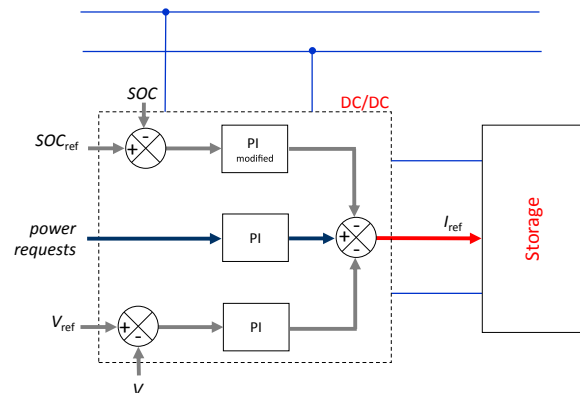 SOC
DC/DC
-
SOCref
+
PI
modified
-
power
requests
PI
+
-
Iref
Storage
Vref
+
-
PI
V